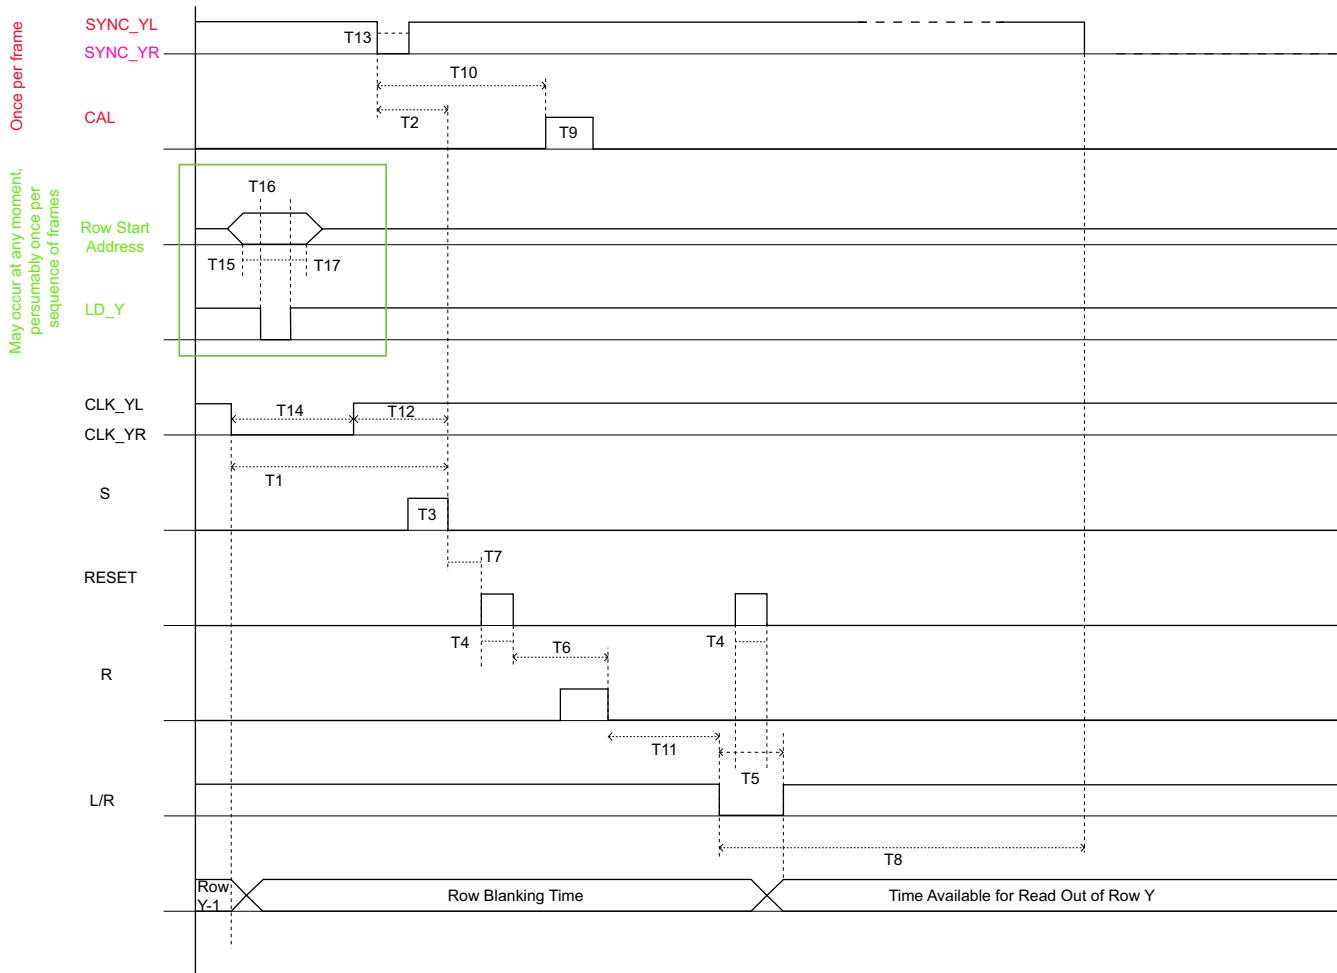 Once per frame
SYNC_YL
SYNC_YR
T13
T10
T2
CAL
T9
May occur at any moment,
persumably once per
sequence of frames
T16
Row Start
Address
T15
T17
LD_Y
CLK_YL
T14
T12
CLK_YR
T1
S
T3
T7
RESET
T4
T6
T4
R
T11
T5
L/R
T8
Row
Y-1
Row Blanking Time
Time Available for Read Out of Row Y